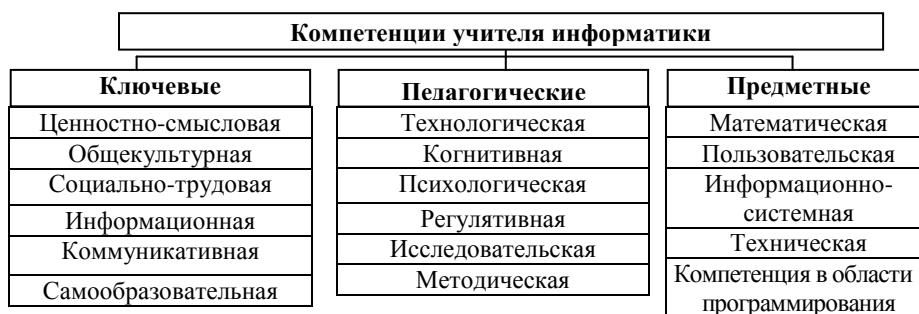 Компетенции учителя информатики
Ключевые
Ценностно-смысловая
Общекультурная
Социально-трудовая
Информационная
Коммуникативная
Самообразовательная
Педагогические
Технологическая
Когнитивная
Психологическая
Регулятивная
Исследовательская
Методическая
Предметные
Математическая
Пользовательская
Информационно-
системная
Техническая
Компетенция в области
программирования